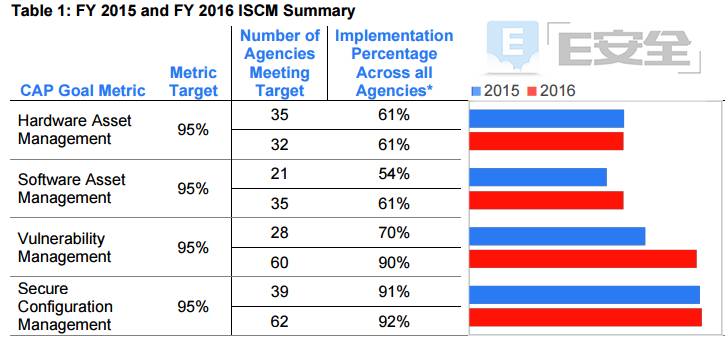 Table 1: FY 2015 and FY 2016 ISCM Summary
CAP Goal Metric
Metric
Target
Number of
Agencies
Meeting
Target
Implementation
Percentage
Across all
Agencies*
E
E安全
2015 2016
Hardware Asset
Management
95%
35 61%
32 61%
Software Asset
Management
95%
21 54%
35 61%
Vulnerability
Management
95%
28 70%
60 90%
Secure
Configuration
Management
95%
39 91%
62 92%